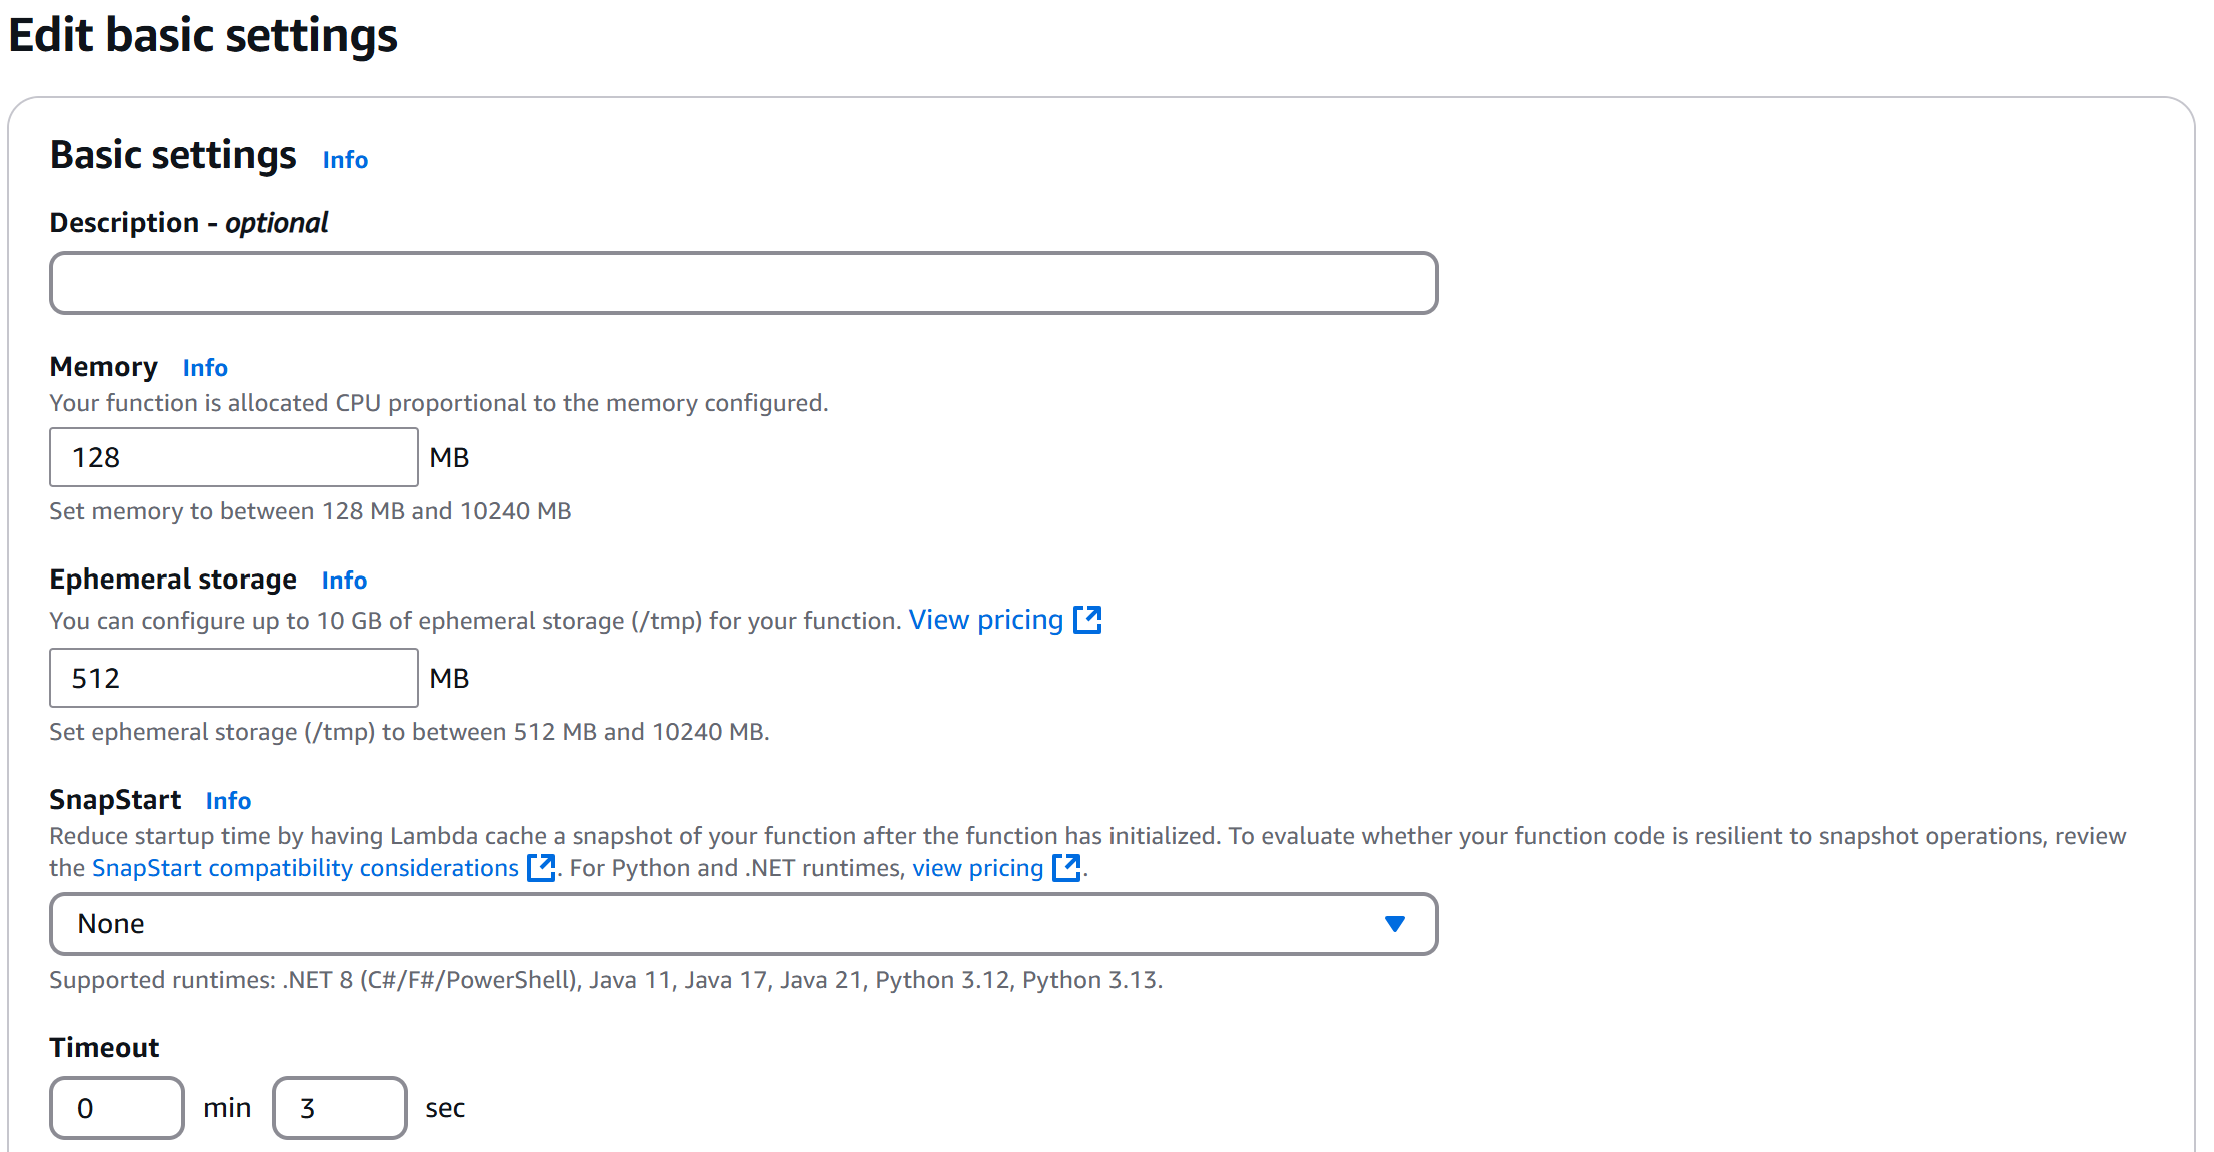 Edit basic settings
Basic settings Info
Description - optional
Memory Info
Your function is allocated CPU proportional to the memory configured.
128 MB
Set memory to between 128 MB and 10240 MB
Ephemeral storage Info
You can configure up to 10 GB of ephemeral storage (/tmp) for your function. View pricing
512 MB
Set ephemeral storage (/tmp) to between 512 MB and 10240 MB.
SnapStart Info
Reduce startup time by having Lambda cache a snapshot of your function after the function has initialized. To evaluate whether your function code is resilient to snapshot operations, review
the SnapStart compatibility considerations. For Python and .NET runtimes, view pricing.
None
Supported runtimes: .NET 8 (C#/F#/PowerShell), Java 11, Java 17, Java 21, Python 3.12, Python 3.13.
Timeout
0 min 3 sec